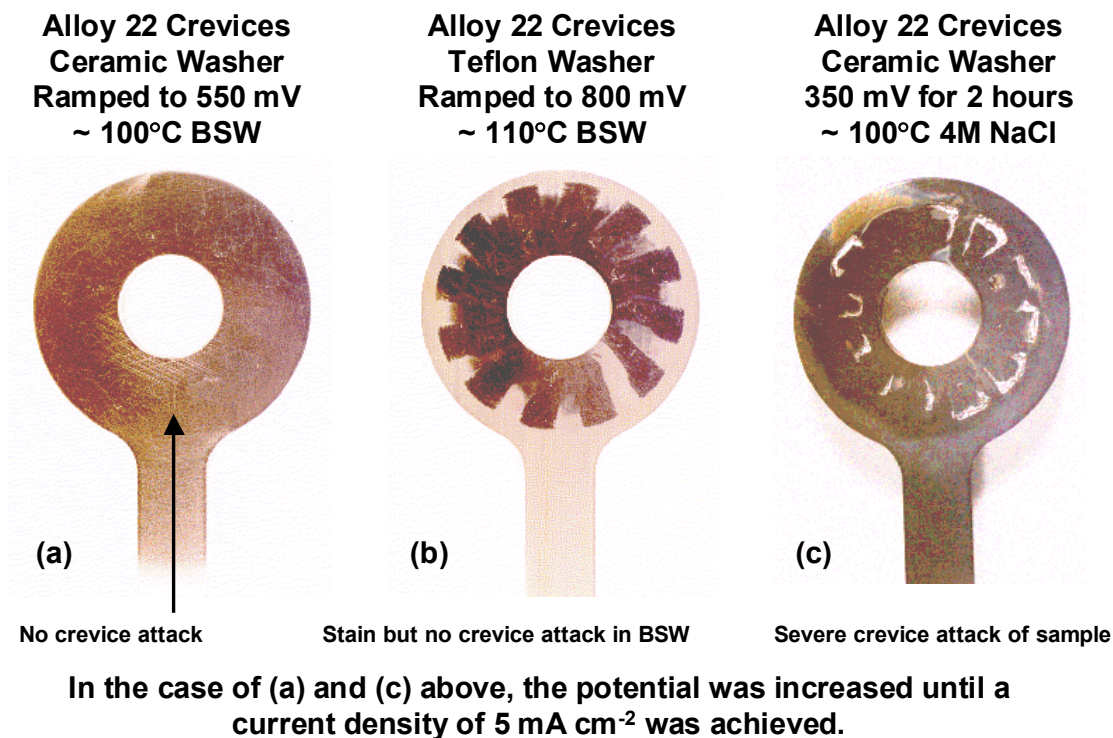 Alloy 22 Crevices
Ceramic Washer
Ramped to 550 mV
~ 100°C BSW
Alloy 22 Crevices
Teflon Washer
Ramped to 800 mV
~ 110°C BSW
Alloy 22 Crevices
Ceramic Washer
350 mV for 2 hours
~ 100°C 4M NaCl
(a)
(b)
(c)
No crevice attack
Stain but no crevice attack in BSW
Severe crevice attack of sample
In the case of (a) and (c) above, the potential was increased until a
current density of 5 mA cm⁻² was achieved.